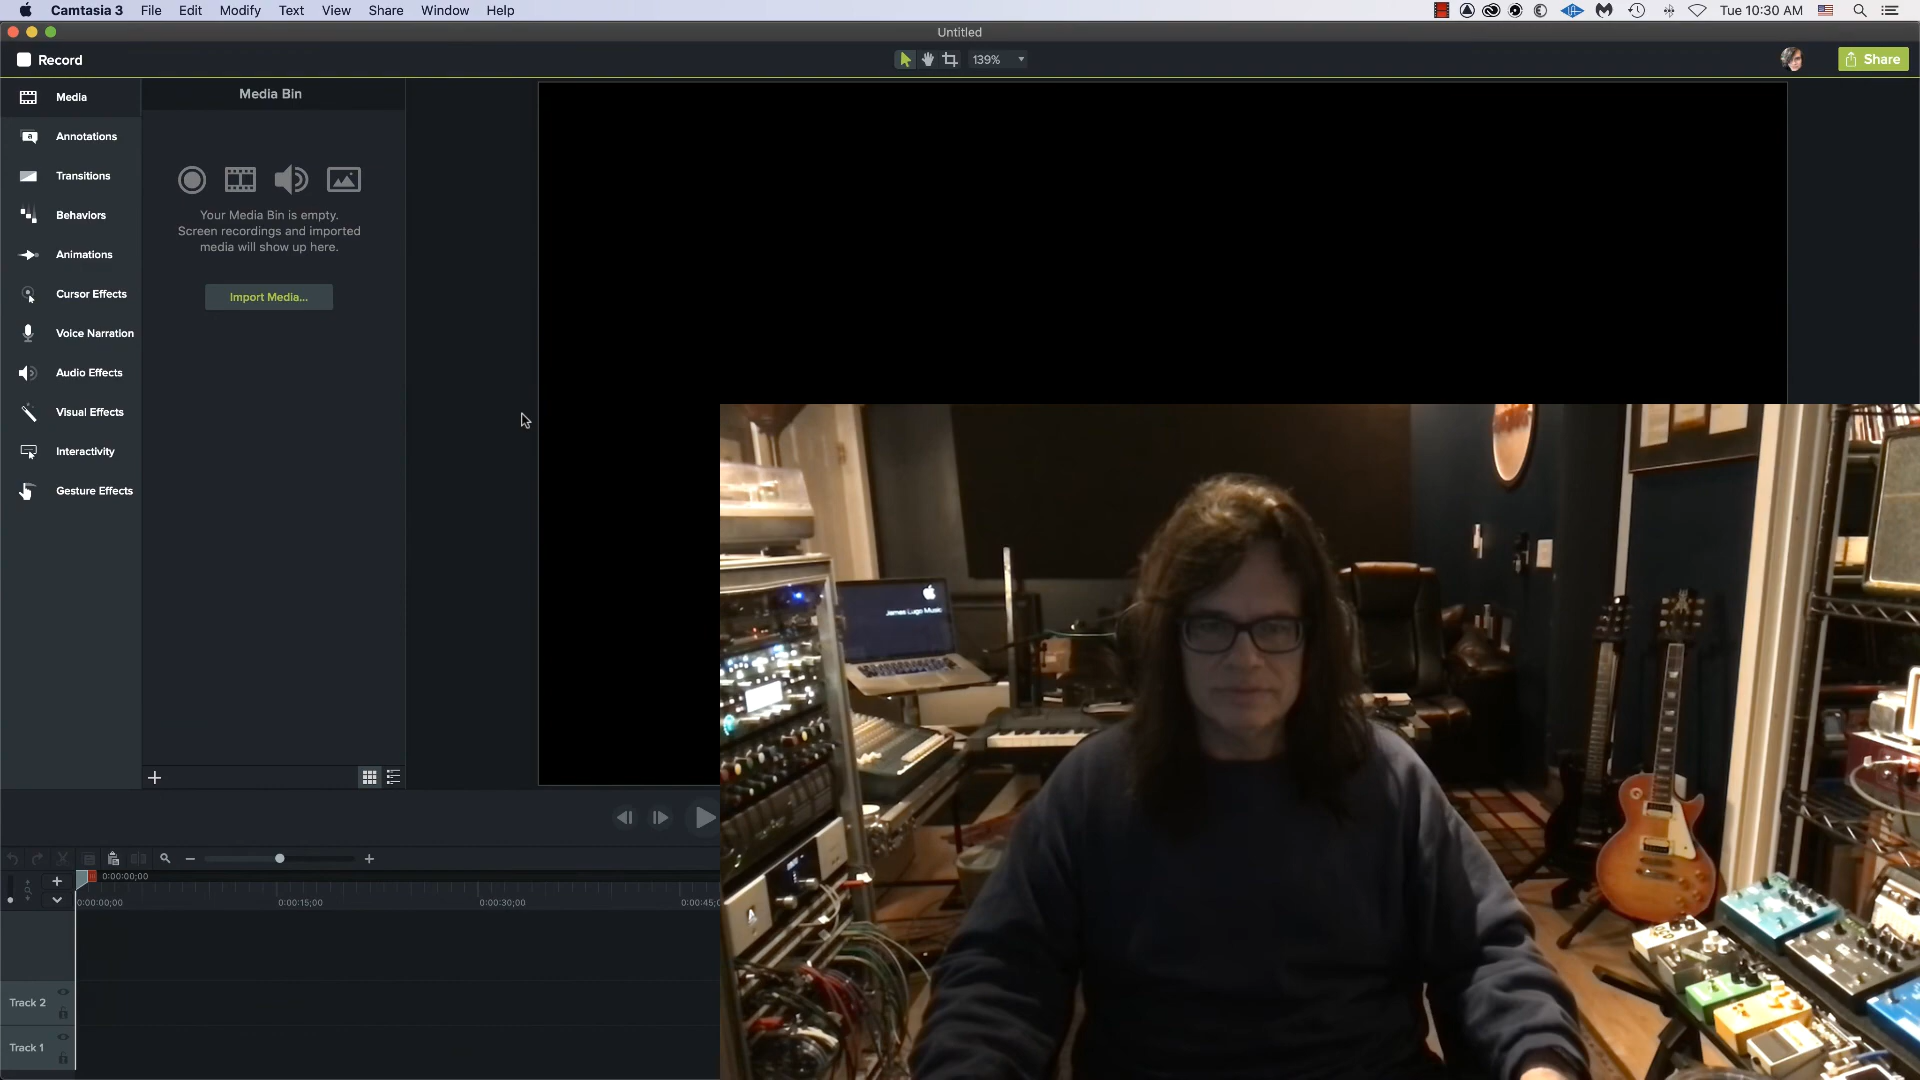 Camtasia 3 File Edit Modify Text View Share Window Help
Tue 10:30 AM
Untitled
Record
139%
Share
Media
Media Bin
Annotations
Transitions
Behaviors
Your Media Bin is empty.
Screen recordings and imported
media will show up here.
Animations
Cursor Effects
Import Media...
Voice Narration
Audio Effects
Visual Effects
Interactivity
Gesture Effects
James Lugo Music
0:00:00;00
0:00:00;00 0:00:15;00 0:00:30;00
Track 2
Track 1